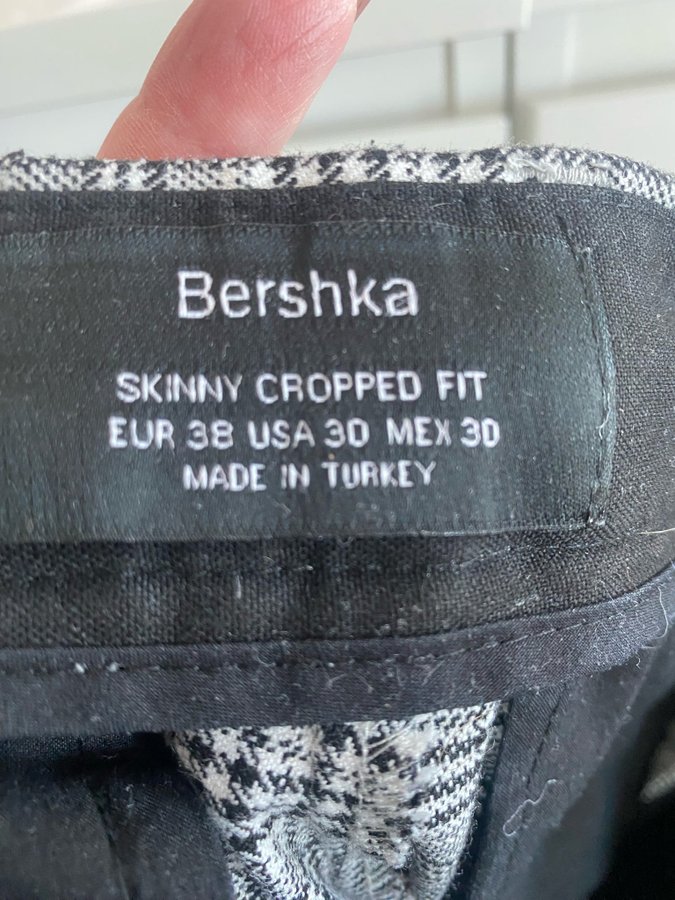 Bershka
SKINNY CROPPED FIT
EUR 38 USA 30 MEX 30
MADE IN TURKEY